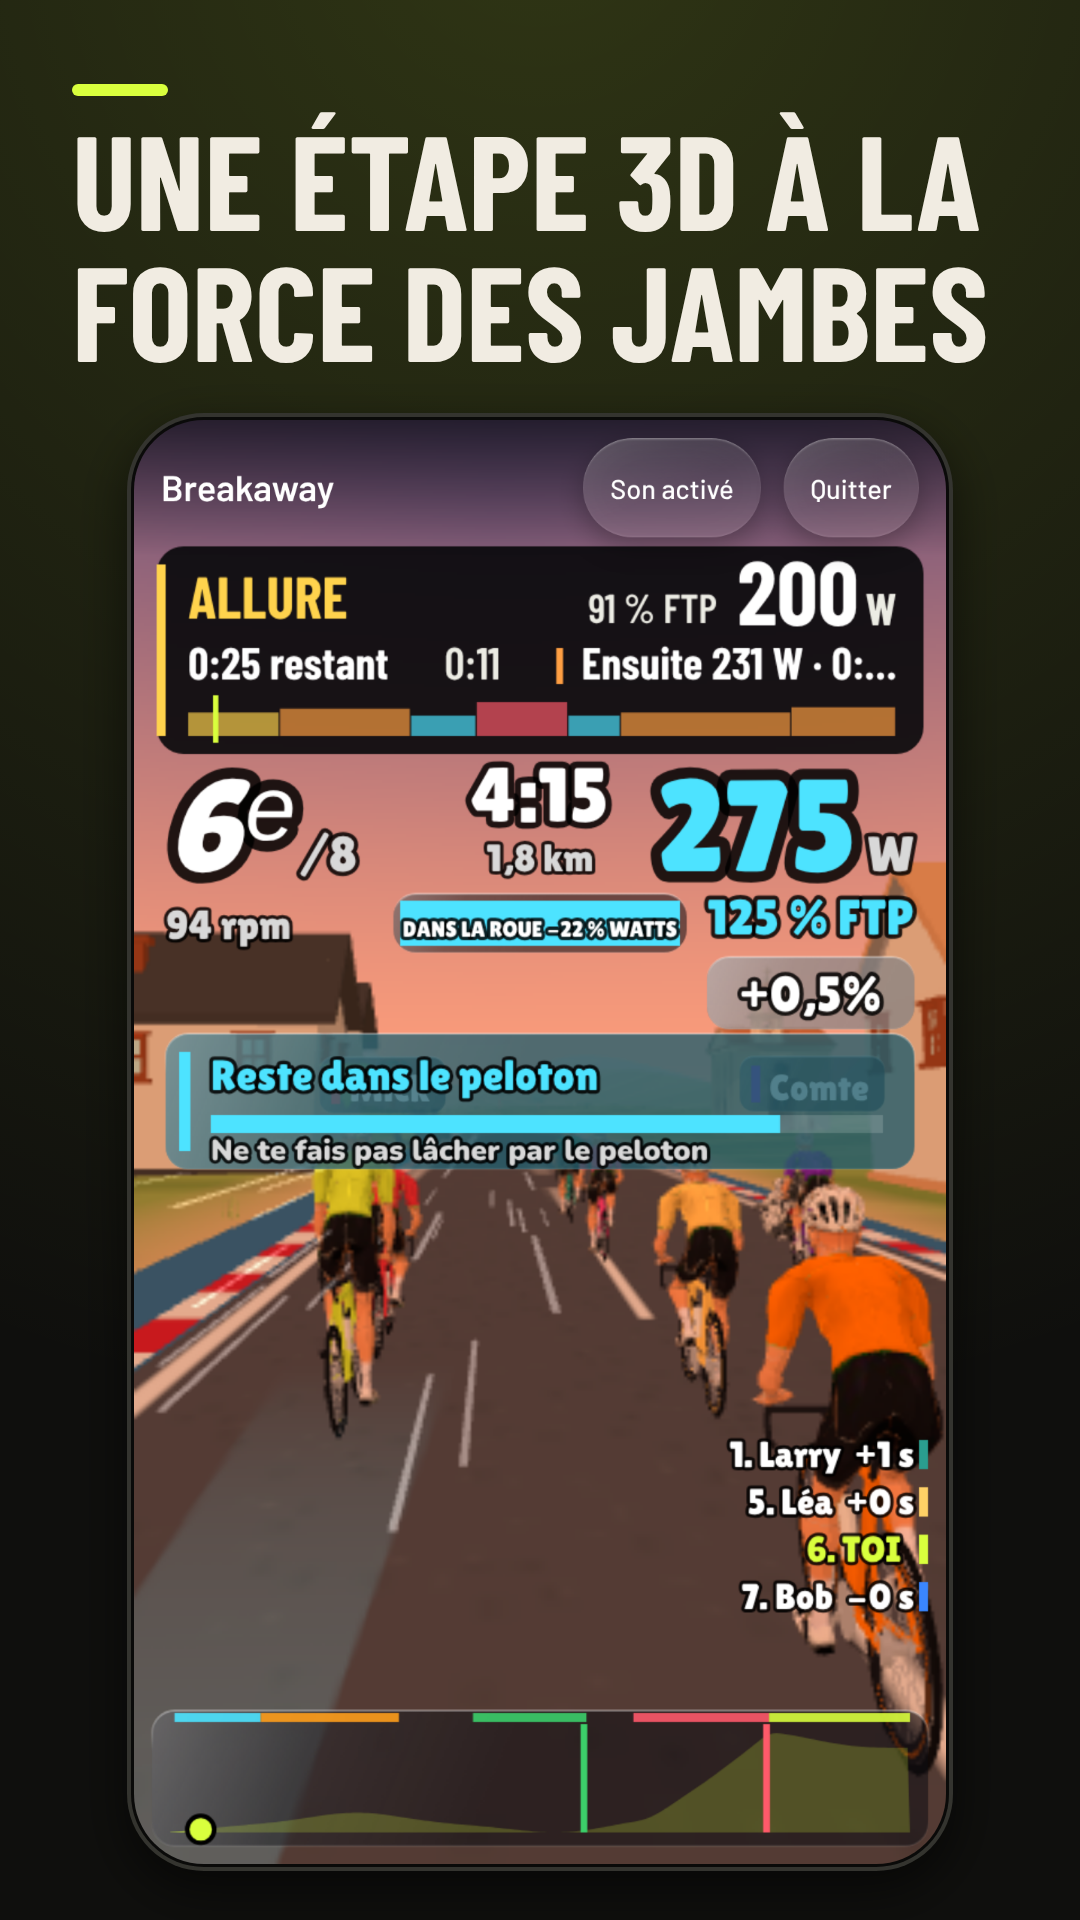 UNE ÉTAPE 3D À LA
FORCE DES JAMBES
Breakaway
Son activé
Quitter
ALLURE
91 % FTP 200 W
0:25 restant
0:11
Ensuite 231 W · 0:...
6e/8
4:15
275 W
1,8 km
94 rpm
DANS LA ROUE −22 % WATTS
125 % FTP
+0,5%
Reste dans le peloton
Mick
Comte
Ne te fais pas lâcher par le peloton
1. Larry +1 s
5. Léa +0 s
6. TOI
7. Bob −0 s